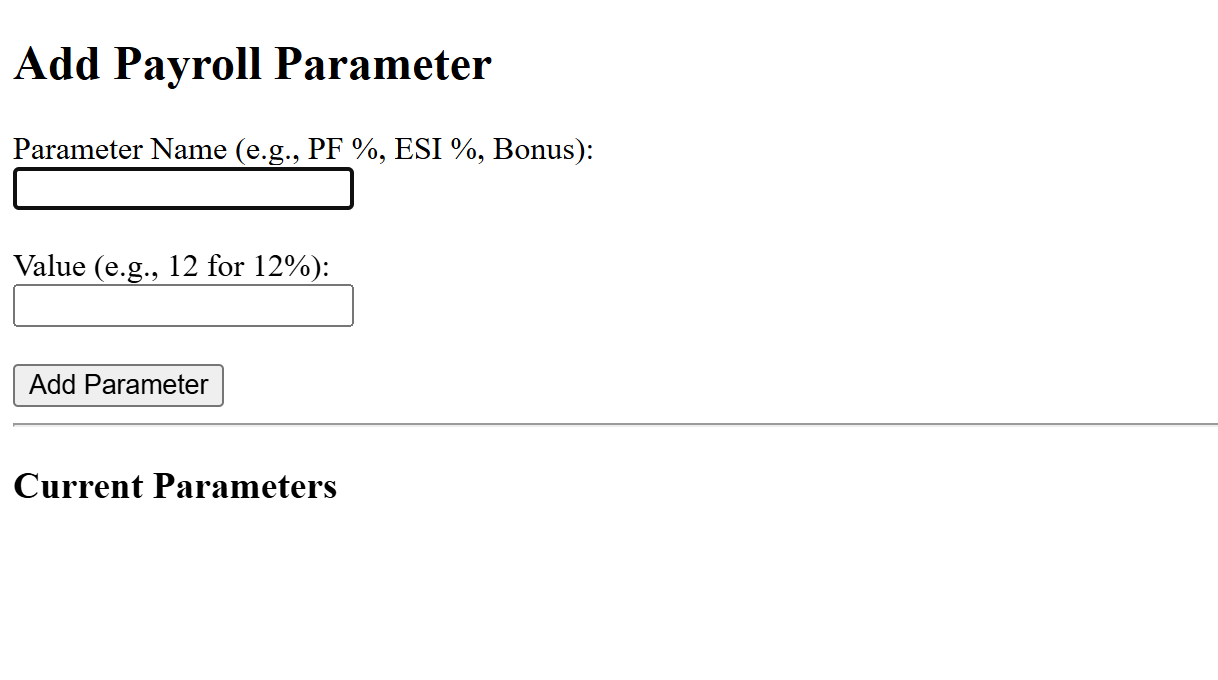 Add Payroll Parameter
Parameter Name (e.g., PF %, ESI %, Bonus):
Value (e.g., 12 for 12%):
Add Parameter
Current Parameters